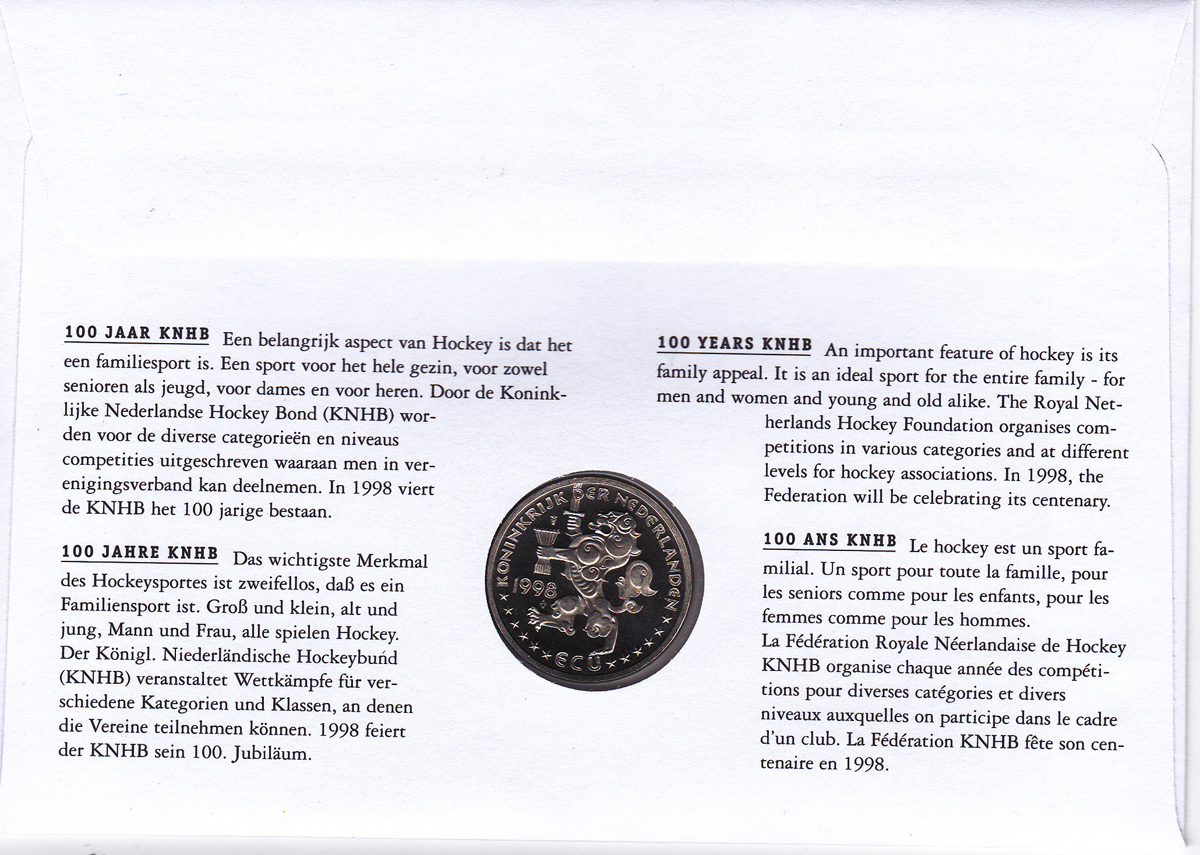 100 JAAR KNHB Een belangrijk aspect van Hockey is dat het
een familiesport is. Een sport voor het hele gezin, voor zowel
senioren als jeugd, voor dames en voor heren. Door de Konink-
lijke Nederlandse Hockey Bond (KNHB) wor-
den voor de diverse categorieën en niveaus
competities uitgeschreven waaraan men in ver-
enigingsverband kan deelnemen. In 1998 viert
de KNHB het 100 jarige bestaan.
100 JAHRE KNHB Das wichtigste Merkmal
des Hockeysportes ist zweifellos, daß es ein
Familiensport ist. Groß und klein, alt und
jung, Mann und Frau, alle spielen Hockey.
Der Königl. Niederländische Hockeybund
(KNHB) veranstaltet Wettkämpfe für ver-
schiedene Kategorien und Klassen, an denen
die Vereine teilnehmen können. 1998 feiert
der KNHB sein 100. Jubiläum.
KONINKRIJK DER NEDERLANDEN
1998
ECU
100 YEARS KNHB An important feature of hockey is its
family appeal. It is an ideal sport for the entire family - for
men and women and young and old alike. The Royal Net-
herlands Hockey Foundation organises com-
petitions in various categories and at different
levels for hockey associations. In 1998, the
Federation will be celebrating its centenary.
100 ANS KNHB Le hockey est un sport fa-
milial. Un sport pour toute la famille, pour
les seniors comme pour les enfants, pour les
femmes comme pour les hommes.
La Fédération Royale Néerlandaise de Hockey
KNHB organise chaque année des compéti-
tions pour diverses catégories et divers
niveaux auxquelles on participe dans le cadre
d'un club. La Fédération KNHB fête son cen-
tenaire en 1998.